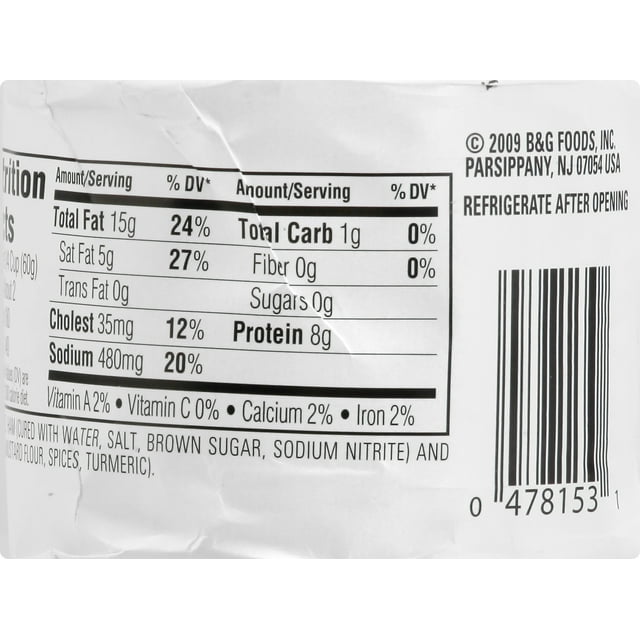 © 2009 B&G FOODS, INC.
PARSIPPANY, NJ 07054 USA
REFRIGERATE AFTER OPENING
Amount/Serving % DV* Amount/Serving % DV*
Total Fat 15g 24% Total Carb 1g 0%
Sat Fat 5g 27% Fiber 0g 0%
Trans Fat 0g Sugars 0g
Cholest 35mg 12% Protein 8g
Sodium 480mg 20%
Vitamin A 2% • Vitamin C 0% • Calcium 2% • Iron 2%
HAM (CURED WITH WATER, SALT, BROWN SUGAR, SODIUM NITRITE) AND
FLOUR, SPICES, TURMERIC).
Cup (60g)
0 478153 1